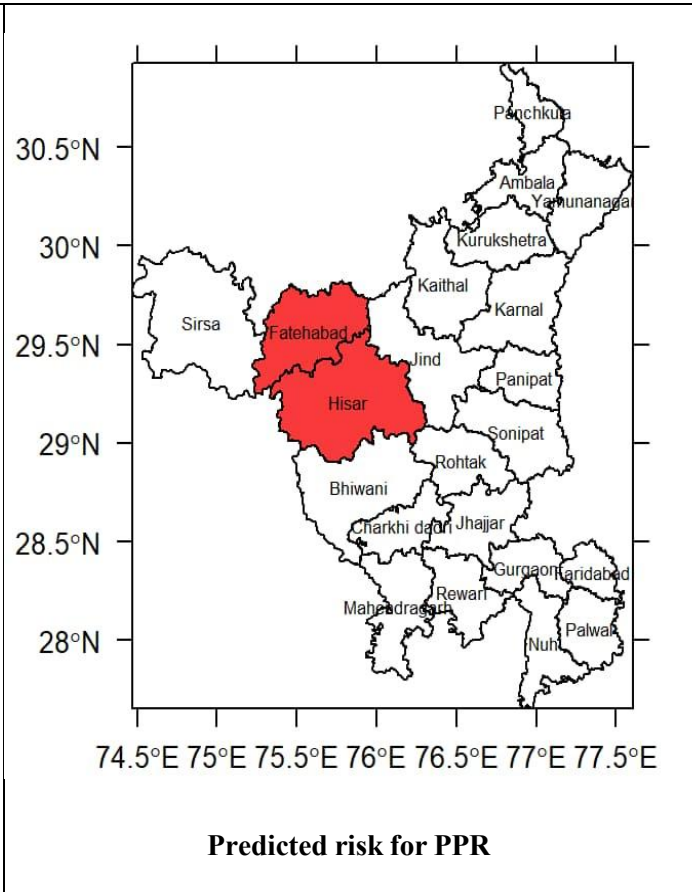 Panchkula
30.5°N
Ambala
Yamunanagar
30°N
Kurukshetra
Kaithal
Sirsa
Fatehabad
Karnal
29.5°N
Jind
Panipat
Hisar
29°N
Sonipat
Rohtak
Bhiwani
Charkhi dadri
Jhajjar
28.5°N
Gurgaon
Faridabad
Mahendragarh
Rewari
28°N
Nuh
Palwal
74.5°E 75°E 75.5°E 76°E 76.5°E 77°E 77.5°E
Predicted risk for PPR